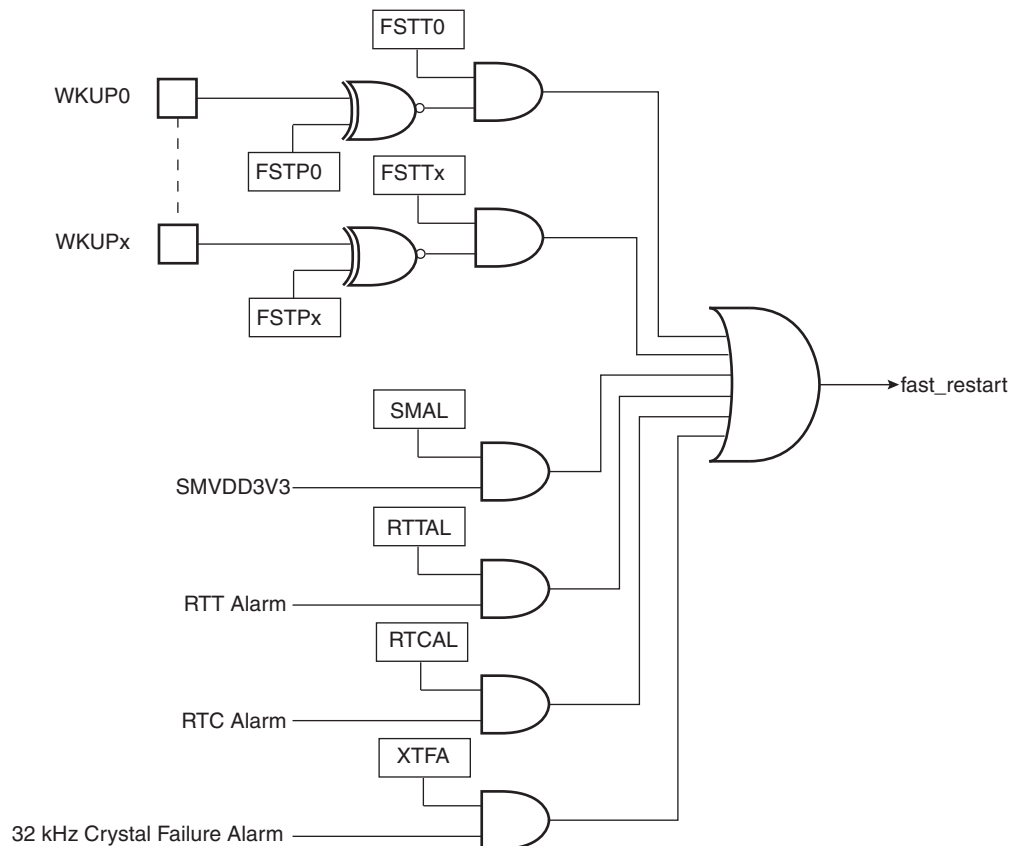 FSTT0
WKUP0
FSTP0
FSTTx
WKUPx
FSTPx
fast_restart
SMAL
SMVDD3V3
RTTAL
RTT Alarm
RTCAL
RTC Alarm
XTFA
32 kHz Crystal Failure Alarm